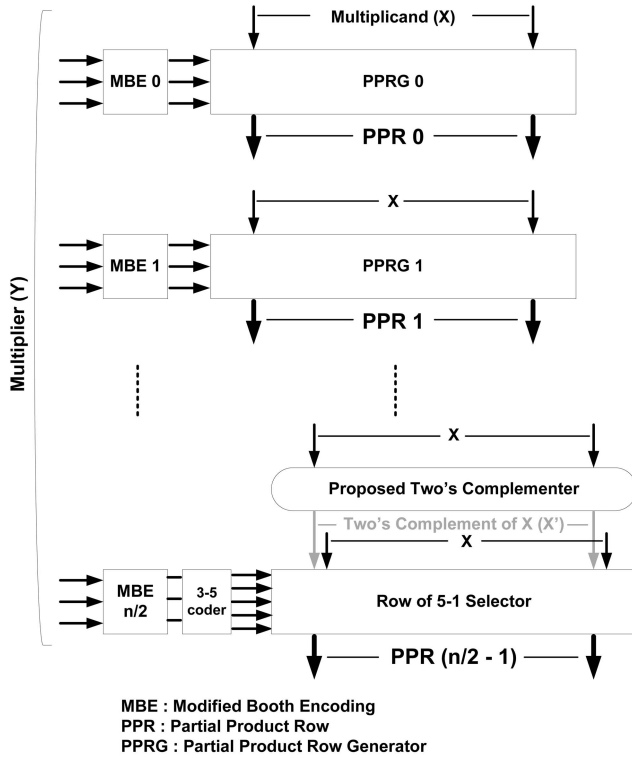 Multiplicand (X)
MBE 0
PPRG 0
PPR 0
X
MBE 1
PPRG 1
PPR 1
Multiplier (Y)
X
Proposed Two's Complementer
Two's Complement of X (X')
X
MBE
n/2
3-5
coder
Row of 5-1 Selector
PPR (n/2 - 1)
MBE : Modified Booth Encoding
PPR : Partial Product Row
PPRG : Partial Product Row Generator